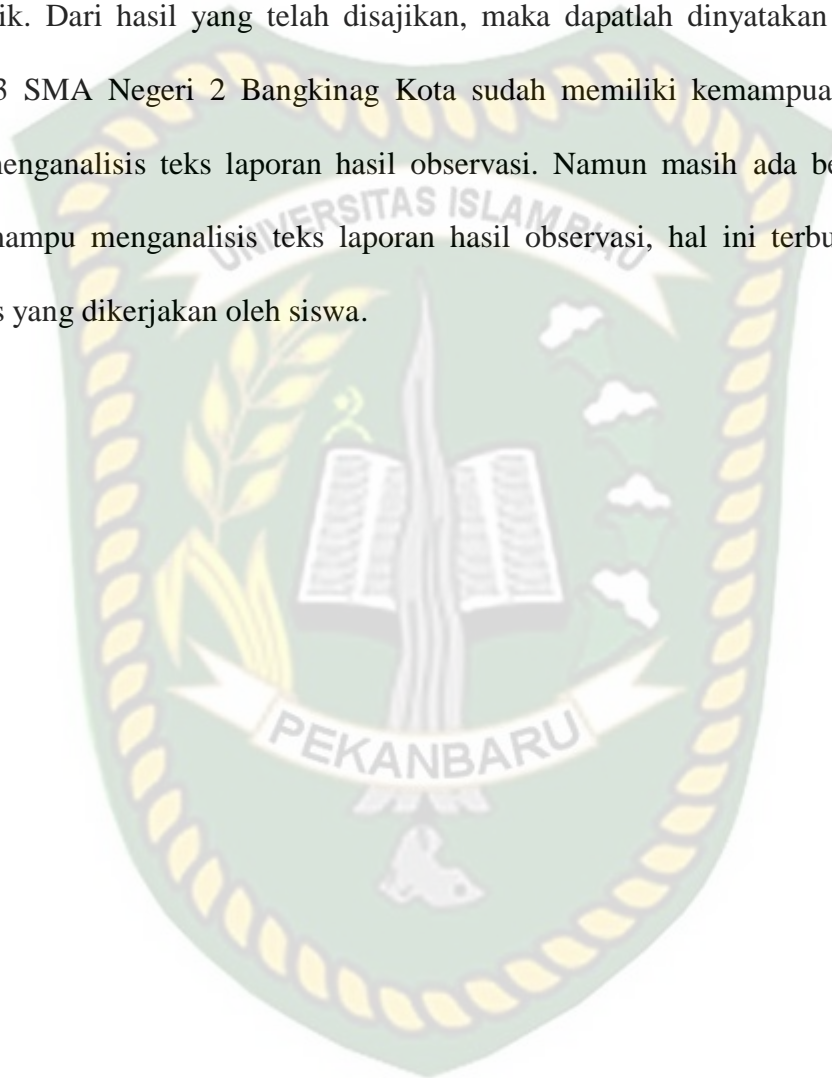 ik. Dari hasil yang telah disajikan, maka dapatlah dinyatakan
3 SMA Negeri 2 Bangkinag Kota sudah memiliki kemampua
nenganalisis teks laporan hasil observasi. Namun masih ada be
nampu menganalisis teks laporan hasil observasi, hal ini terbu
s yang dikerjakan oleh siswa.
UNIVERSITAS ISLAM RIAU
PEKANBARU